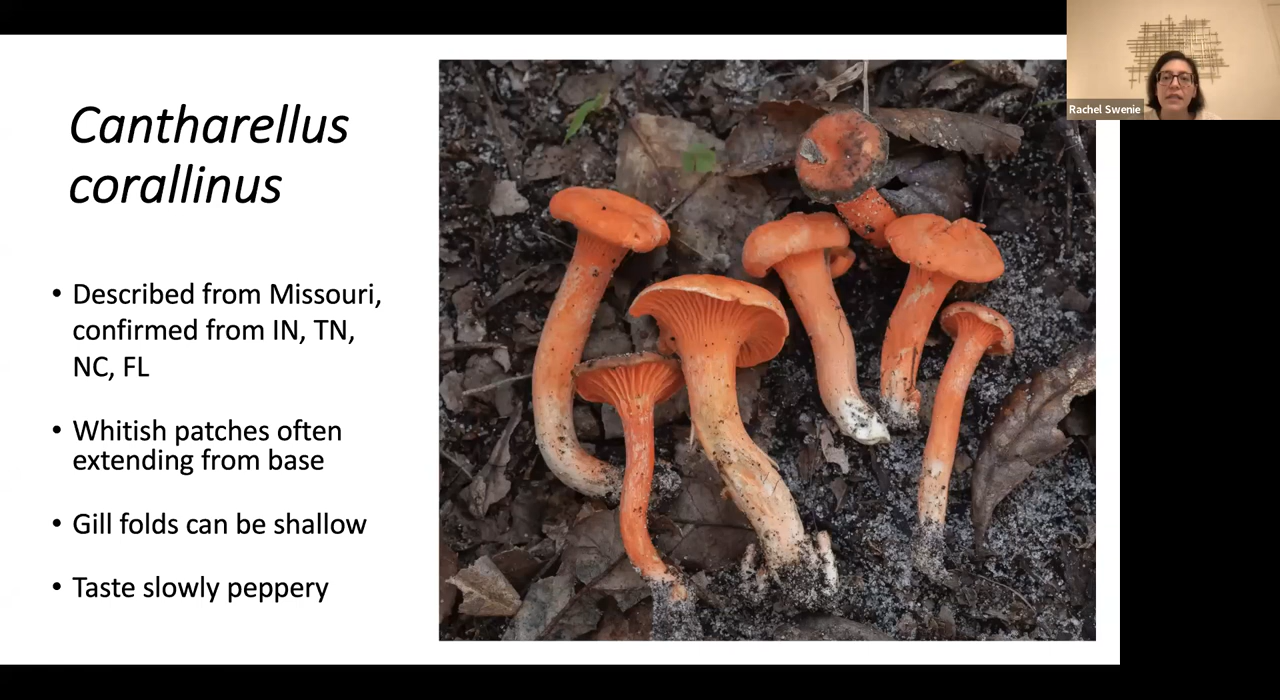 Cantharellus
corallinus
• Described from Missouri,
confirmed from IN, TN,
NC, FL
• Whitish patches often
extending from base
• Gill folds can be shallow
• Taste slowly peppery
Rachel Swenie